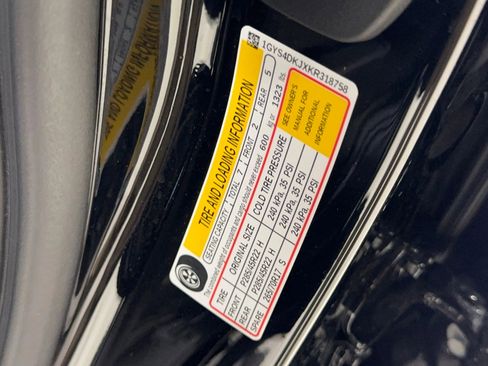 1GYS4DKJXKR318758
TIRE AND LOADING INFORMATION
SEATING CAPACITY | TOTAL 7 | FRONT 2 | REAR 5
The combined weight of occupants and cargo should never exceed 600 kg or 1323 lbs.
TIRE ORIGINAL SIZE COLD TIRE PRESSURE
FRONT P285/45R22 H 240 kPa, 35 PSI
REAR P285/45R22 H 240 kPa, 35 PSI
SPARE 265/70R17 S 240 kPa, 35 PSI
SEE OWNER'S
MANUAL FOR
ADDITIONAL
INFORMATION